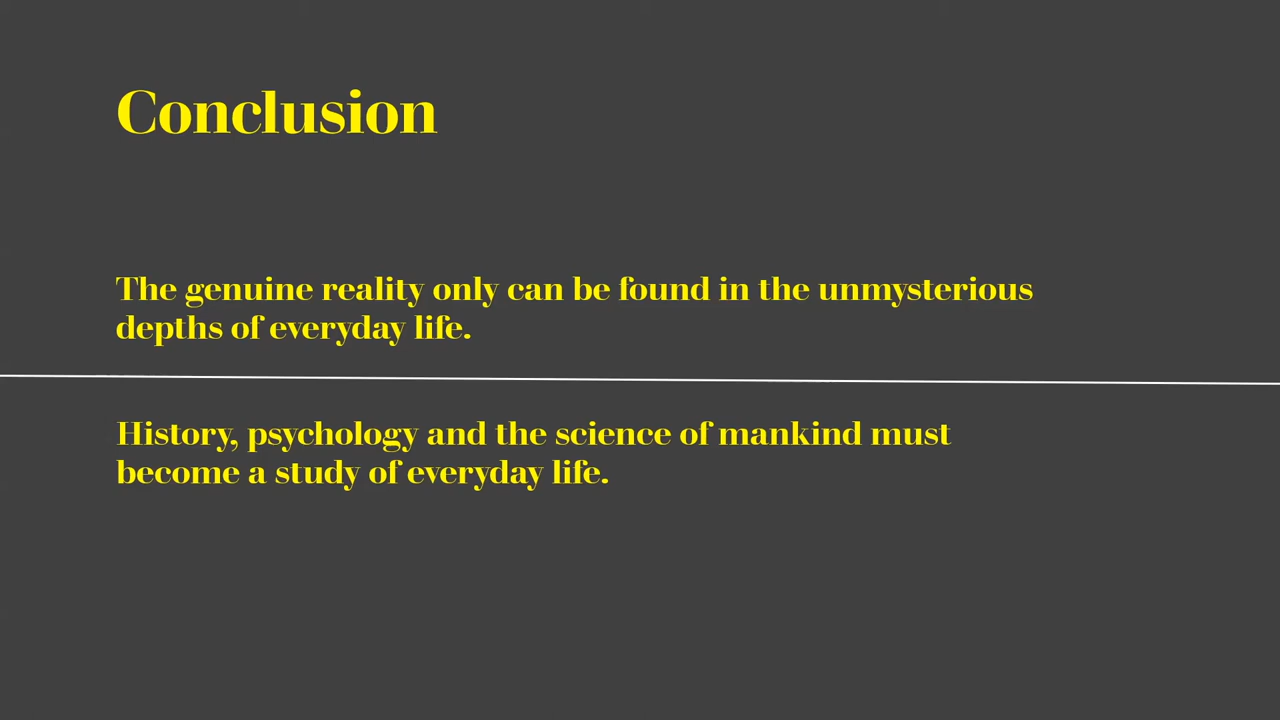 Conclusion
The genuine reality only can be found in the unmysterious
depths of everyday life.
History, psychology and the science of mankind must
become a study of everyday life.